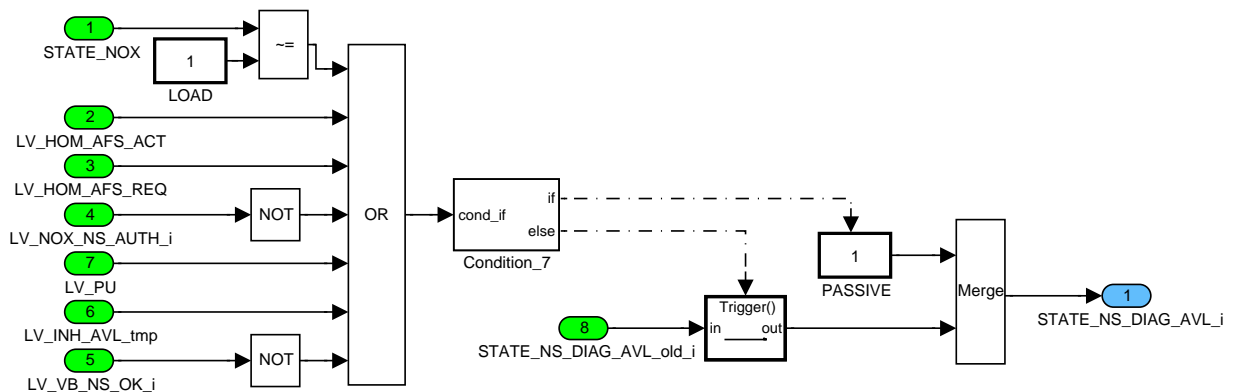 1
STATE_NOX
1
LOAD
~=
2
LV_HOM_AFS_ACT
3
LV_HOM_AFS_REQ
4
LV_NOX_NS_AUTH_i
NOT
7
LV_PU
6
LV_INH_AVL_tmp
5
LV_VB_NS_OK_i
NOT
OR
cond_if
if
else
Condition_7
1
PASSIVE
8
STATE_NS_DIAG_AVL_old_i
Trigger()
in
out
Merge
1
STATE_NS_DIAG_AVL_i